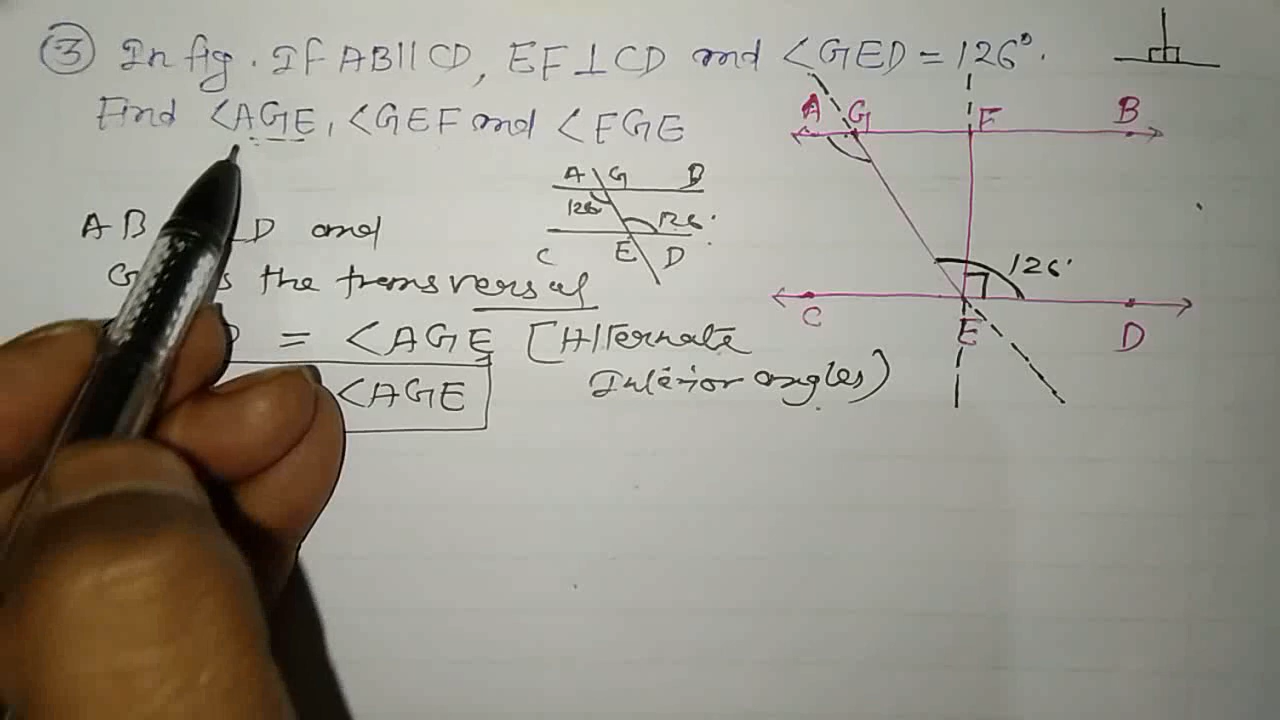 ③ In fig. If AB||CD, EF⊥CD and <GED = 126°.
Find <AGE, <GEF and <FGE
A G F B
A G B
126
126°
C E D
AB D and
G is the transversal
= <AGE [Alternate
Interior angles)
<AGE
126°
C E D